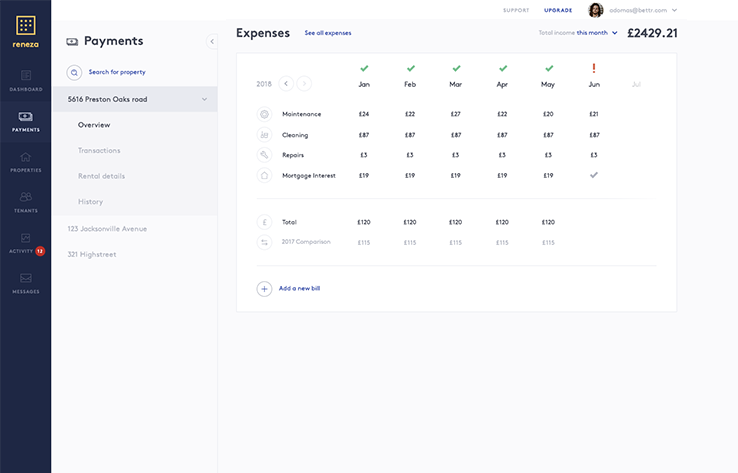 SUPPORT UPGRADE adamas@bettr.com
reneza
DASHBOARD
PAYMENTS
PROPERTIES
TENANTS
ACTIVITY 12
MESSAGES
Payments
Search for property
5616 Preston Oaks road
Overview
Transactions
Rental details
History
123 Jacksonville Avenue
321 Highstreet
Expenses See all expenses Total income this month £2429.21
2018 Jan Feb Mar Apr May Jun Jul
Maintenance £24 £22 £27 £22 £20 £21
Cleaning £87 £87 £87 £87 £87 £87
Repairs £3 £3 £3 £3 £3 £3
Mortgage Interest £19 £19 £19 £19 £19
£ Total £120 £120 £120 £120 £120
2017 Comparison £115 £115 £115 £115 £115
Add a new bill